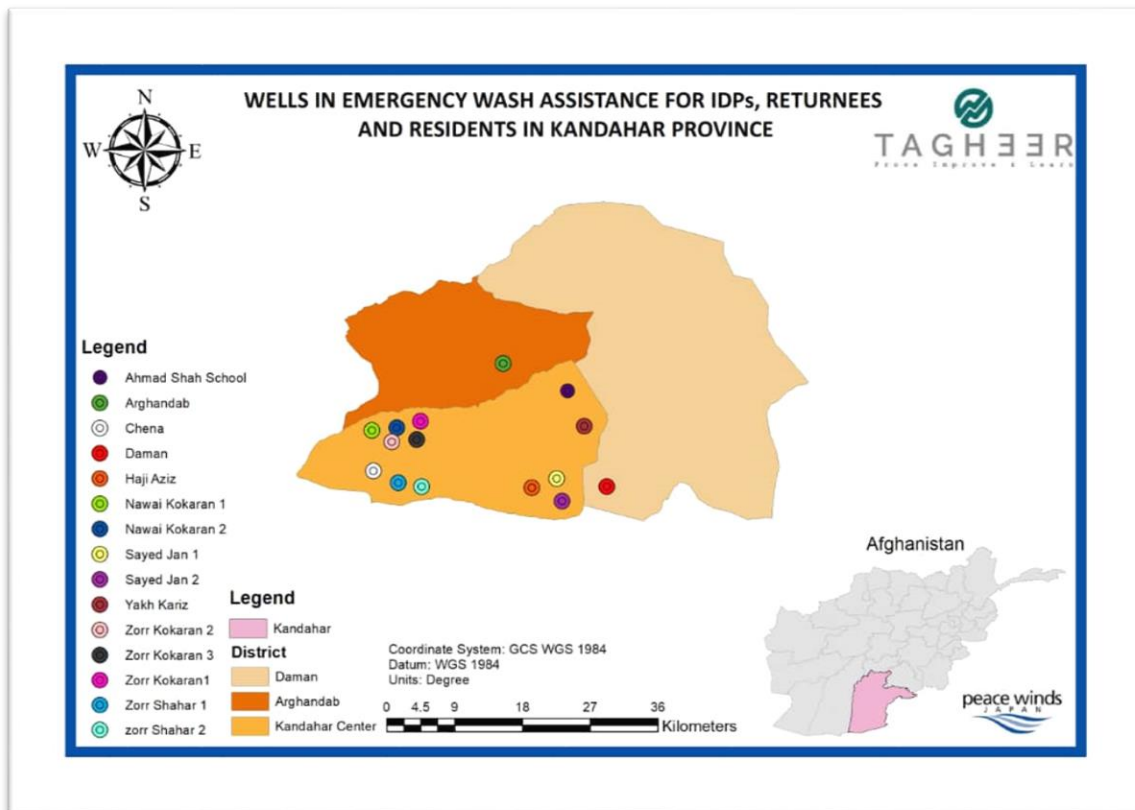 WELLS IN EMERGENCY WASH ASSISTANCE FOR IDPs, RETURNEES
AND RESIDENTS IN KANDAHAR PROVINCE
N
W
E
S
TAGHƎƎR
Prove Improve & Learn
Legend
Ahmad Shah School
Arghandab
Chena
Daman
Haji Aziz
Nawai Kokaran 1
Nawai Kokaran 2
Sayed Jan 1
Sayed Jan 2
Yakh Kariz
Zorr Kokaran 2
Zorr Kokaran 3
Zorr Kokaran1
Zorr Shahar 1
zorr Shahar 2
Legend
Kandahar
District
Daman
Arghandab
Kandahar Center
Coordinate System: GCS WGS 1984
Datum: WGS 1984
Units: Degree
0 4.5 9 18 27 36
Kilometers
Afghanistan
peace winds
JAPAN